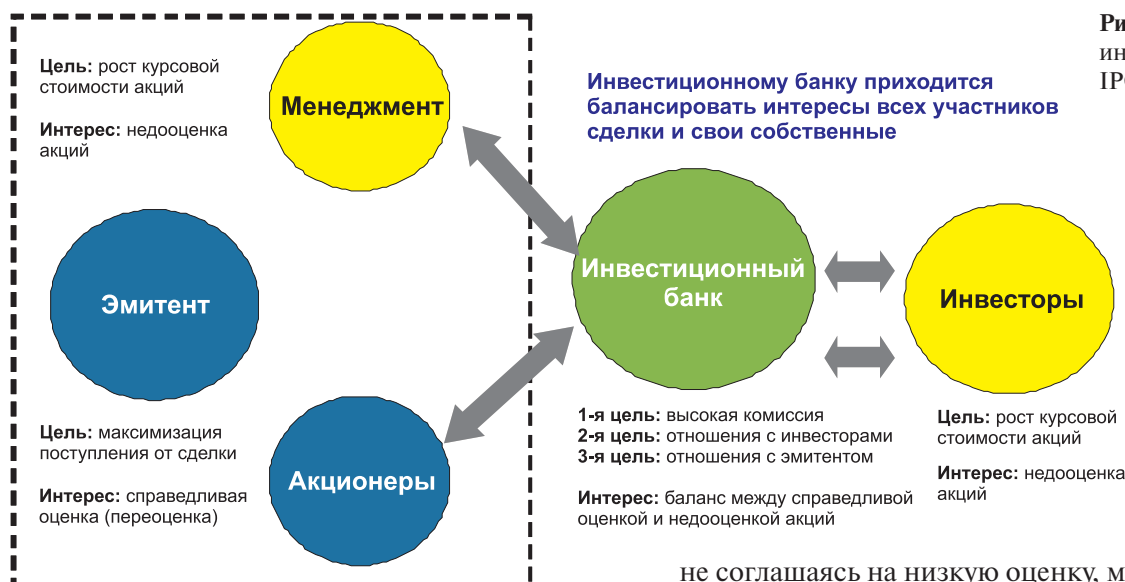 Цель: рост курсовой
стоимости акций
Интерес: недооценка
акций
Менеджмент
Эмитент
Цель: максимизация
поступления от сделки
Интерес: справедливая
оценка (переоценка)
Акционеры
Инвестиционному банку приходится
балансировать интересы всех участников
сделки и свои собственные
Инвестиционный
банк
1-я цель: высокая комиссия
2-я цель: отношения с инвесторами
3-я цель: отношения с эмитентом
Интерес: баланс между справедливой
оценкой и недооценкой акций
Инвесторы
Цель: рост курсовой
стоимости акций
Интерес: недооценка
акций
не соглашаясь на низкую оценку,